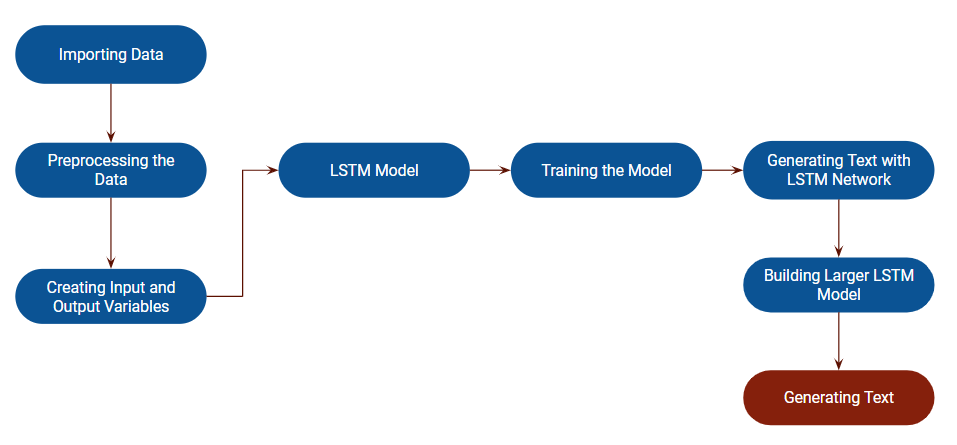 Importing Data
Preprocessing the
Data
Creating Input and
Output Variables
LSTM Model
Training the Model
Generating Text with
LSTM Network
Building Larger LSTM
Model
Generating Text